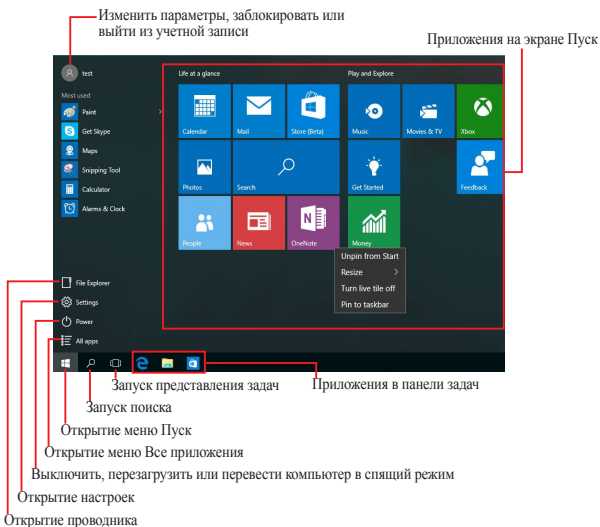 Изменить параметры, заблокировать или
выйти из учетной записи
Приложения на экране Пуск
test
Most used
Paint
Get Skype
Maps
Snipping Tool
Calculator
Alarms & Clock
File Explorer
Settings
Power
All apps
Life at a glance
Play and Explore
Calendar
Mail
Store (Beta)
Music
Movies & TV
Xbox
Photos
Search
Get Started
Feedback
People
News
OneNote
Money
Unpin from Start
Resize
Turn live tile off
Pin to taskbar
Запуск представления задач
Приложения в панели задач
Запуск поиска
Открытие меню Пуск
Открытие меню Все приложения
Выключить, перезагрузить или перевести компьютер в спящий режим
Открытие настроек
Открытие проводника